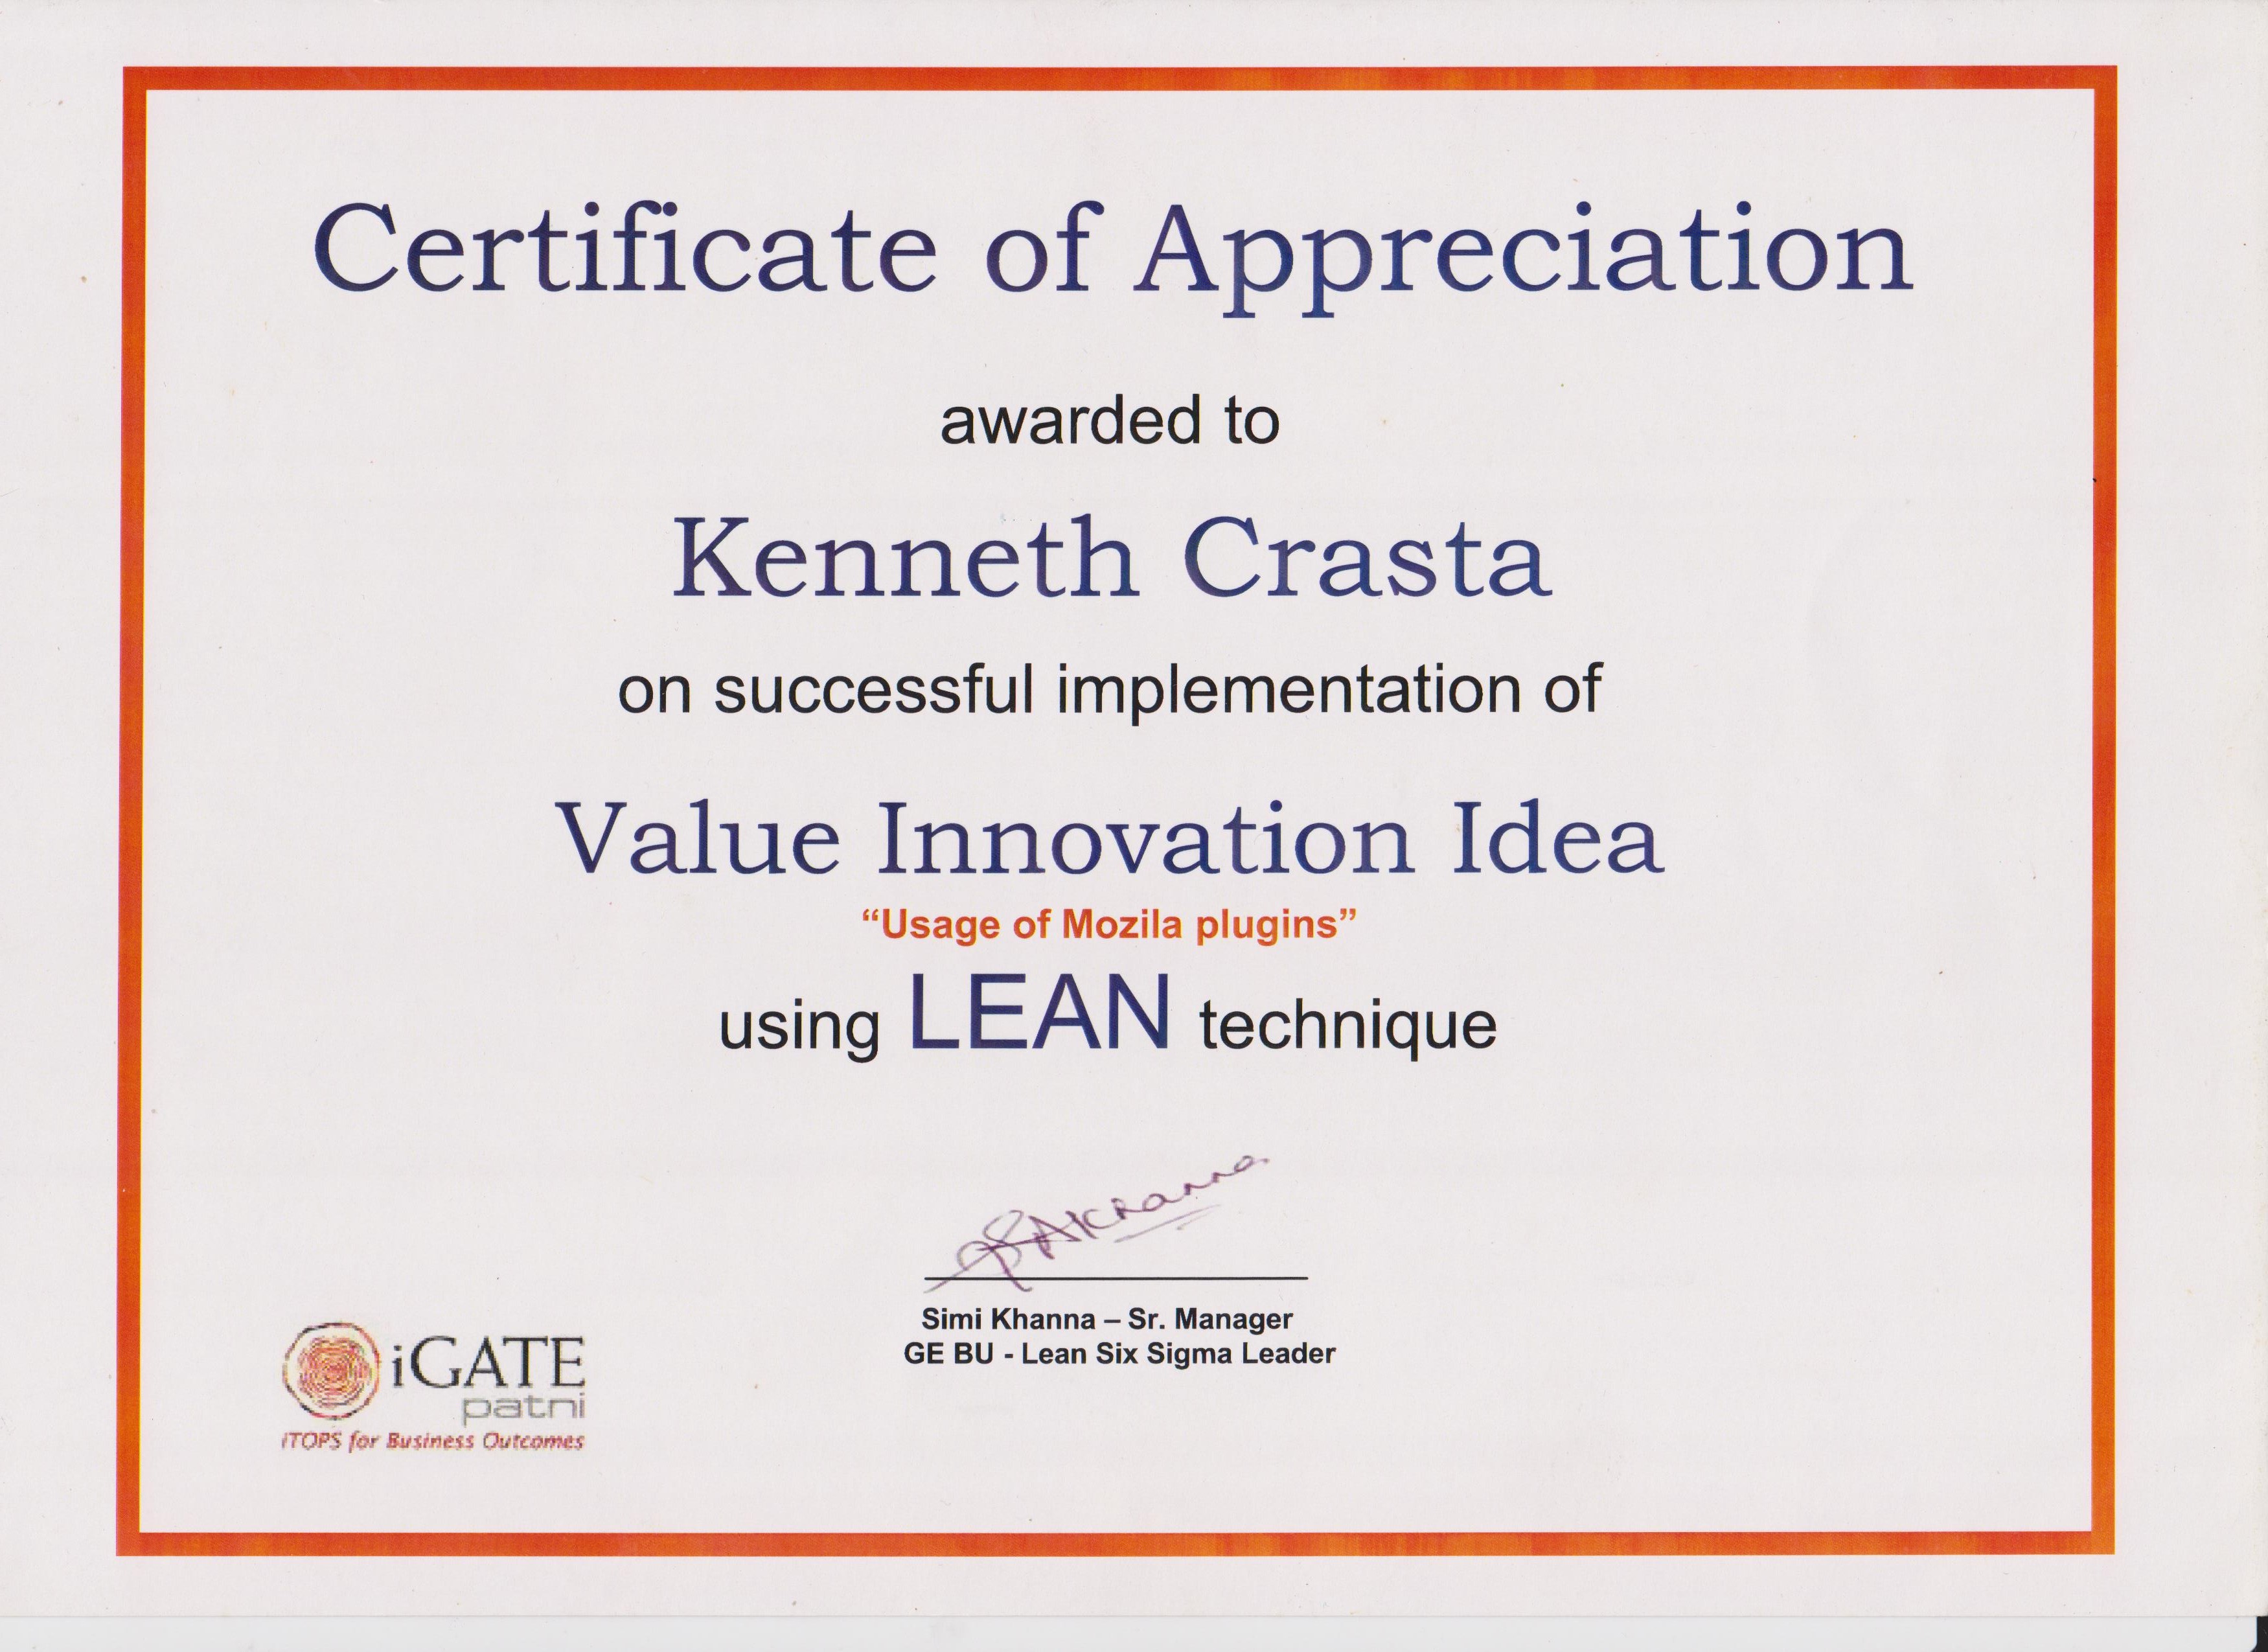 Certificate of Appreciation
awarded to
Kenneth Crasta
on successful implementation of
Value Innovation Idea
“Usage of Mozila plugins”
using LEAN technique
Simi Khanna – Sr. Manager
GE BU - Lean Six Sigma Leader
iGATE
patni
iTOPS for Business Outcomes